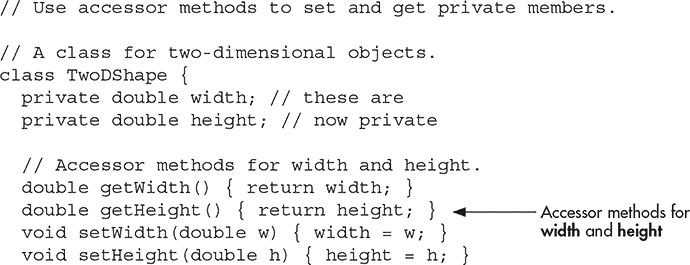 // Use accessor methods to set and get private members.
// A class for two-dimensional objects.
class TwoDShape {
  private double width; // these are
  private double height; // now private
  // Accessor methods for width and height.
  double getWidth() { return width; }
  double getHeight() { return height; }
  void setWidth(double w) { width = w; }
  void setHeight(double h) { height = h; }
Accessor methods for
width and height